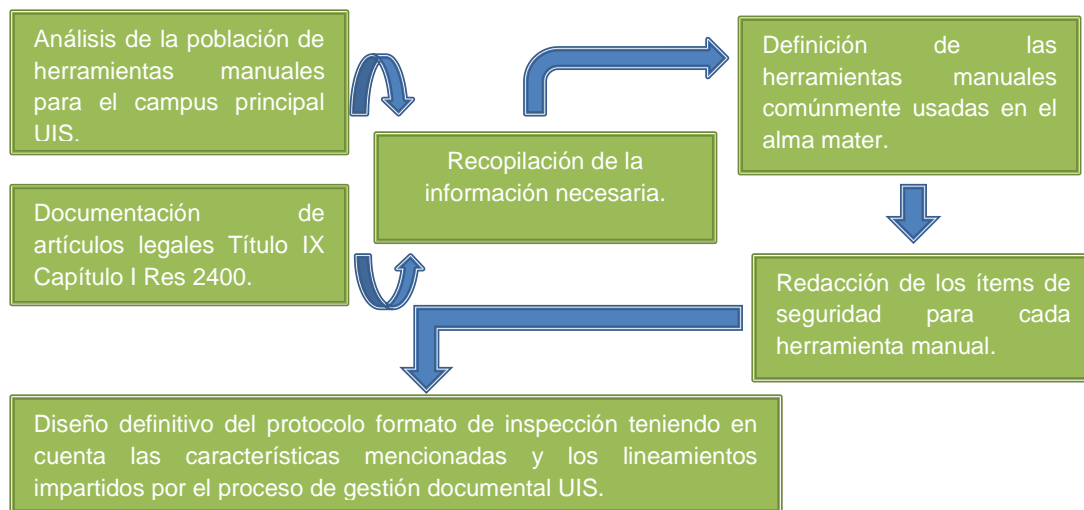 Análisis de la población de
herramientas manuales
para el campus principal
UIS.
Documentación de
artículos legales Título IX
Capítulo I Res 2400.
Recopilación de la
información necesaria.
Definición de las
herramientas manuales
comúnmente usadas en el
alma mater.
Redacción de los ítems de
seguridad para cada
herramienta manual.
Diseño definitivo del protocolo formato de inspección teniendo en
cuenta las características mencionadas y los lineamientos
impartidos por el proceso de gestión documental UIS.